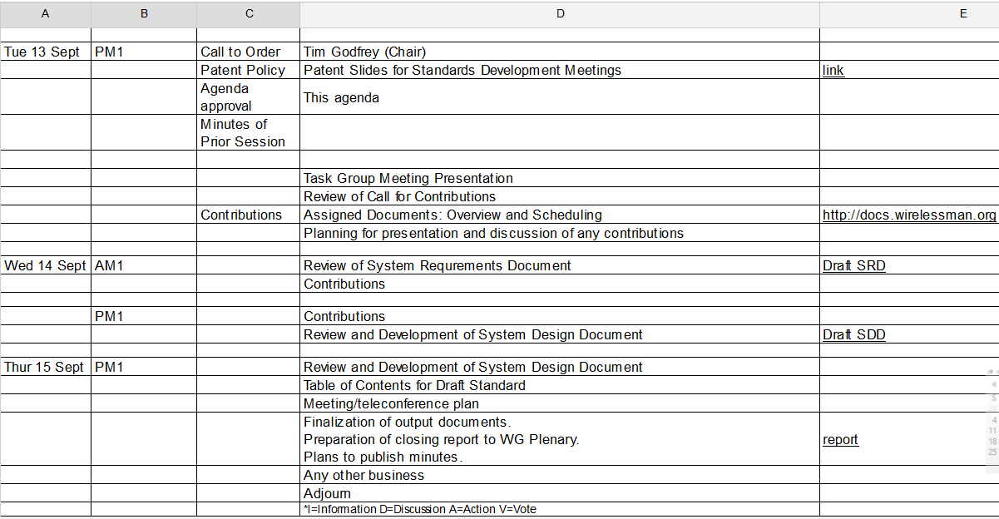 A B C D E
Tue 13 Sept PM1 Call to Order Tim Godfrey (Chair)
Patent Policy Patent Slides for Standards Development Meetings link
Agenda
approval This agenda
Minutes of
Prior Session
Task Group Meeting Presentation
Review of Call for Contributions
Contributions Assigned Documents: Overview and Scheduling http://docs.wirelessman.org
Planning for presentation and discussion of any contributions
Wed 14 Sept AM1 Review of System Requrements Document Draft SRD
Contributions
PM1 Contributions
Review and Development of System Design Document Draft SDD
Thur 15 Sept PM1 Review and Development of System Design Document
Table of Contents for Draft Standard
S
Meeting/teleconference plan
Finalization of output documents.
4
Preparation of closing report to WG Plenary. report
11
18
Plans to publish minutes.
25
Any other business
Adjourn
*I=Information D=Discussion A=Action V=Vote